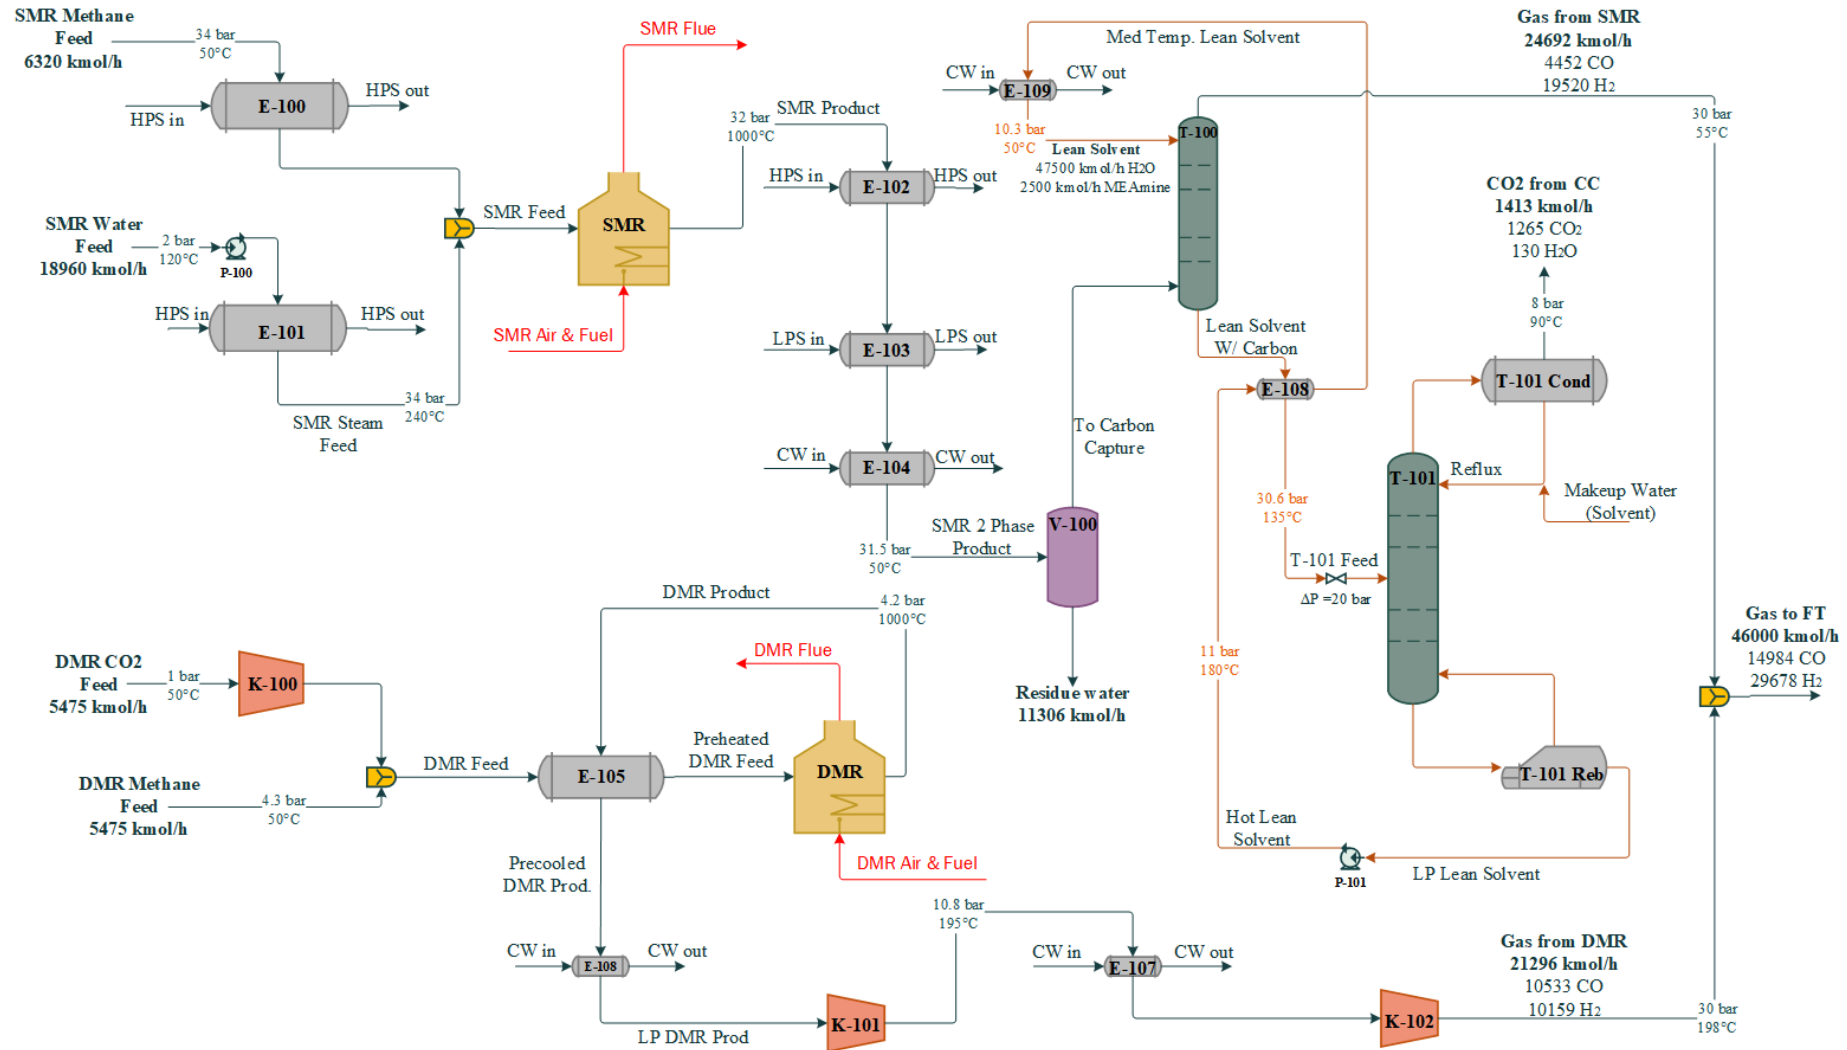 SMR Methane
Feed
6320 kmol/h
34 bar
50°C
E-100
HPS in
HPS out
SMR Water
Feed
18960 kmol/h
2 bar
120°C
P-100
HPS in
E-101
HPS out
34 bar
240°C
SMR Steam
Feed
SMR Feed
SMR
SMR Flue
SMR Air & Fuel
32 bar
1000°C
SMR Product
HPS in
E-102
HPS out
LPS in
E-103
LPS out
CW in
E-104
CW out
31.5 bar
50°C
SMR 2 Phase
Product
V-100
To Carbon
Capture
Residue water
11306 kmol/h
Med Temp. Lean Solvent
CW in
E-109
CW out
10.3 bar
50°C
Lean Solvent
47500 kmol/h H2O
2500 kmol/h MEAmine
T-100
Lean Solvent
W/ Carbon
E-108
30.6 bar
135°C
T-101 Feed
ΔP =20 bar
11 bar
180°C
Hot Lean
Solvent
P-101
LP Lean Solvent
T-101
T-101 Cond
Reflux
Makeup Water
(Solvent)
T-101 Reb
Gas from SMR
24692 kmol/h
4452 CO
19520 H2
30 bar
55°C
CO2 from CC
1413 kmol/h
1265 CO2
130 H2O
8 bar
90°C
Gas to FT
46000 kmol/h
14984 CO
29678 H2
DMR CO2
Feed
5475 kmol/h
1 bar
50°C
K-100
DMR Methane
Feed
5475 kmol/h
4.3 bar
50°C
DMR Feed
E-105
DMR Product
4.2 bar
1000°C
Preheated
DMR Feed
DMR
DMR Flue
DMR Air & Fuel
Precooled
DMR Prod.
CW in
E-108
CW out
LP DMR Prod
K-101
10.8 bar
195°C
CW in
E-107
CW out
K-102
Gas from DMR
21296 kmol/h
10533 CO
10159 H2
30 bar
198°C